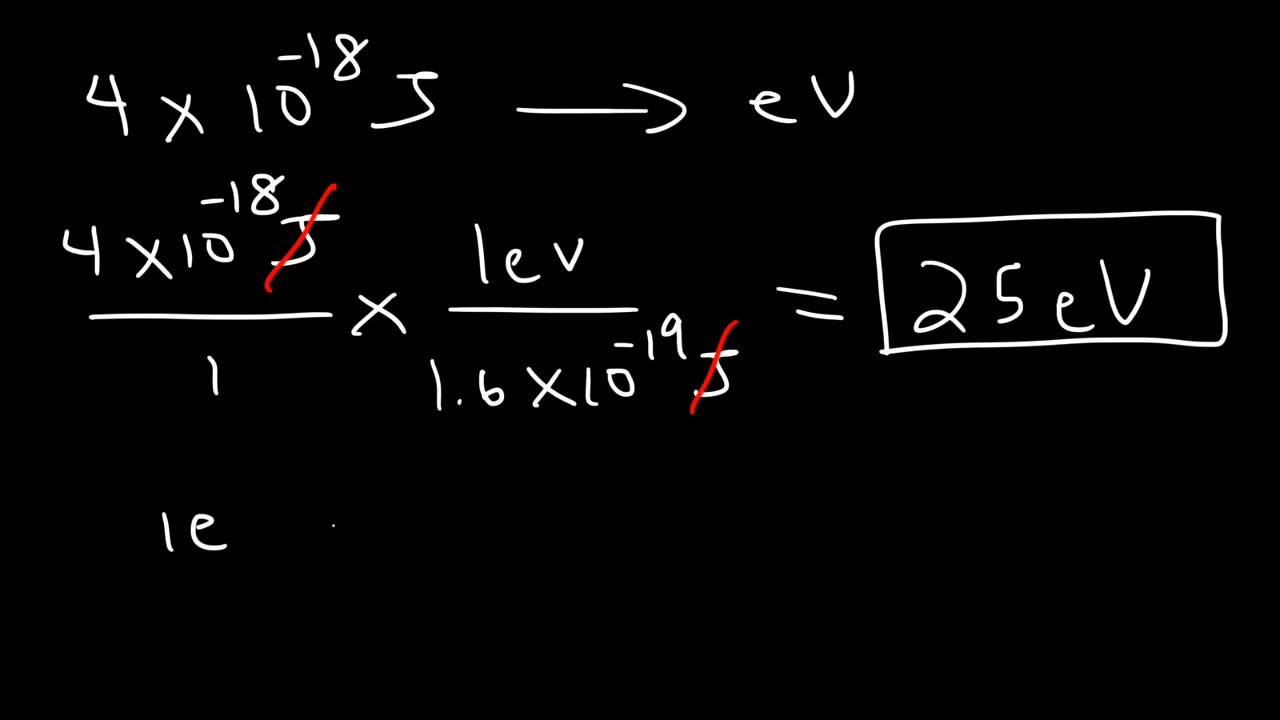 4 × 10⁻¹⁸ J ⟶ eV
4 × 10⁻¹⁸ J / 1 × 1eV / 1.6 × 10⁻¹⁹ J = 25 eV
1e